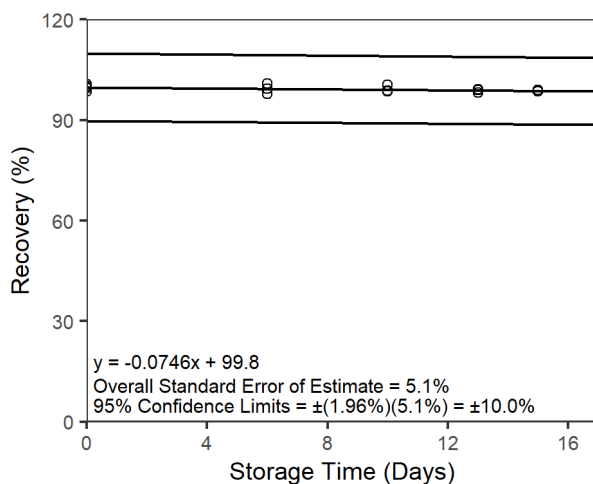 120
90
60
30
0
Recovery (%)
y = -0.0746x + 99.8
Overall Standard Error of Estimate = 5.1%
95% Confidence Limits = ±(1.96%)(5.1%) = ±10.0%
0 4 8 12 16
Storage Time (Days)